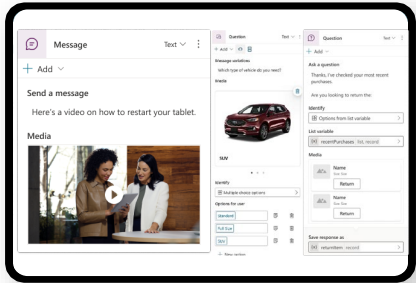 Message
Text
Add
Send a message
Here's a video on how to restart your tablet.
Media
Question
Text
Add
Message variations
Which type of vehicle do you need?
Media
SUV
Identify
Multiple choice options
Options for user
Standard
Full Size
SUV
Question
Text
Add
Ask a question
Thanks, I've checked your most recent
purchases.
Are you looking to return the:
Identify
Options from list variable
List variable
{x} recentPurchases list, record
Media
Name
Return
Name
Return
Save response as
{x} returnItem record